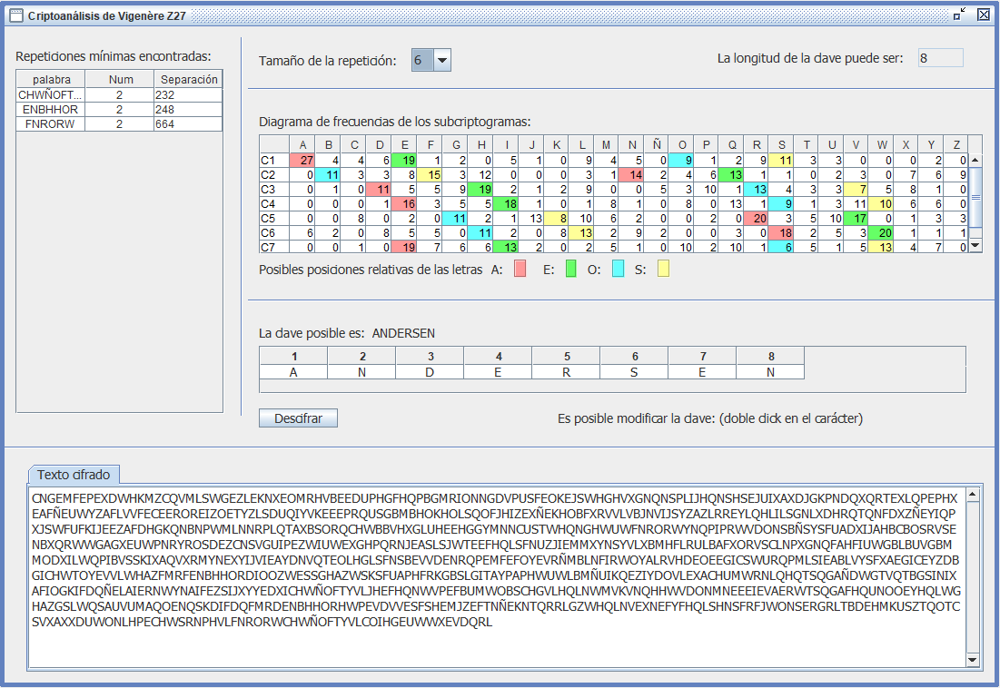 Criptoanálisis de Vigenère Z27
Repeticiones mínimas encontradas:
palabra Num Separación
CHWÑOFT... 2 232
ENBHHOR 2 248
FNRORW 2 664
Tamaño de la repetición: 6
La longitud de la clave puede ser: 8
Diagrama de frecuencias de los subcriptogramas:
A B C D E F G H I J K L M N Ñ O P Q R S T U V W X Y Z
C1 27 4 4 6 19 1 2 0 5 1 0 9 4 5 0 9 1 2 9 11 3 3 0 0 0 2 0
C2 0 11 3 3 8 15 3 12 0 0 0 3 1 14 2 4 6 13 1 1 0 2 3 0 7 6 9
C3 0 1 0 11 5 5 9 19 2 1 2 9 0 0 5 3 10 1 13 4 3 3 7 5 8 1 0
C4 0 0 0 1 16 3 5 5 18 1 0 1 8 1 0 8 0 13 1 9 1 3 11 10 6 6 0
C5 0 0 8 0 2 0 11 2 1 13 8 10 6 2 0 0 2 0 20 3 5 10 17 0 1 3 3
C6 6 2 0 8 5 5 0 11 2 0 8 13 2 9 2 0 0 3 0 18 2 5 3 20 1 1 1
C7 0 0 1 0 19 7 6 6 13 2 0 2 5 1 0 10 2 10 1 6 5 1 5 13 4 7 0
Posibles posiciones relativas de las letras A: E: O: S:
La clave posible es: ANDERSEN
1 2 3 4 5 6 7 8
A N D E R S E N
Descifrar
Es posible modificar la clave: (doble click en el carácter)
Texto cifrado
CNGEMFEPEXDWHKMZCQVMLSWGEZLEKNXEOMRHVBEEDUPHGFHQPBGMRIONNGDVPUSFEOKEJSWHGHVXGNQNSPLIJHQNSHSEJUIXAXDJGKPNDQXQRTEXLQPEPHX
EAFÑEUWYZAFLVVFECEEROREIZOETYZLSDUQIYVKEEEPRQUSGBMBHOKHOLSQOFJHIZEXÑEKHOBFXRVVLVBJNVIJSYZAZLRREYLQHLILSGNLXDHRQTQNFDXZÑEYIQP
XXJSWFUFKIJEEZAFDHGKQNBNPWMLNNRPLQTAXBSORQCHWBBVHXGLUHEEHGGYMNNCUSTWHQNGHWUWFNRORWYNQPIPRWVDONSBÑSYSFUADXIJAHBCBOSRVSE
NBXQRWWGAGXEUWPNRYROSDEZCNSVGUIPEZWIUWEXGHPQRNJEASLSJWTEEFHQLSFNUZJIEMMXYNSYVLXBMHFLRULBAFXORVSCLNPXGNQFAHFIUWGBLBUVGBM
MMODXILWQPIBVSSKIXAQVXRMYNEXYIJVIEAYDNVQTEOLHGLSFNSBEVVDENRQPEMFEFOYEVRÑMBLNFIRWOYALRVHDEOEEGICSWURQPMLSIEABLVYSFXAEGICEYZDB
GICHWTOYEVVLWHAZFMRFENBHHORDIOOZWESSGHAZWSKSFUAPHFRKGBSLGITAYPAPHWUWLBMÑUIKQEZIYDOVLEXACHUMWRNLQHQTSQGAÑDWGTVQTBGSINIX
AFIOGKIFDQÑELAIERNWYNAIFEZSIJXYYEDXICHWÑOFTYVLJHEFHQNWVPEFBUMWOBSCHGVLHQLNWMVKVNQHHWVDONMNEEEIEVAERWTSQGAFHQUNOOEYHQLWG
HAZGSLWQSAUVUMAQOENQSKDIFDQFMRDENBHHORHWPEVDVVESFSHEMJZEFTNÑEKNTQRRLGZWHQLNVEXNEFYFHQLSHNSFRFJWONSERGRLTBDEHMKUSZTQOTC
SVXAXXDUWONLHPECHWSRNPHVLFNRORWCHWÑOFTYVLCOIHGEUWWXEVDQRL